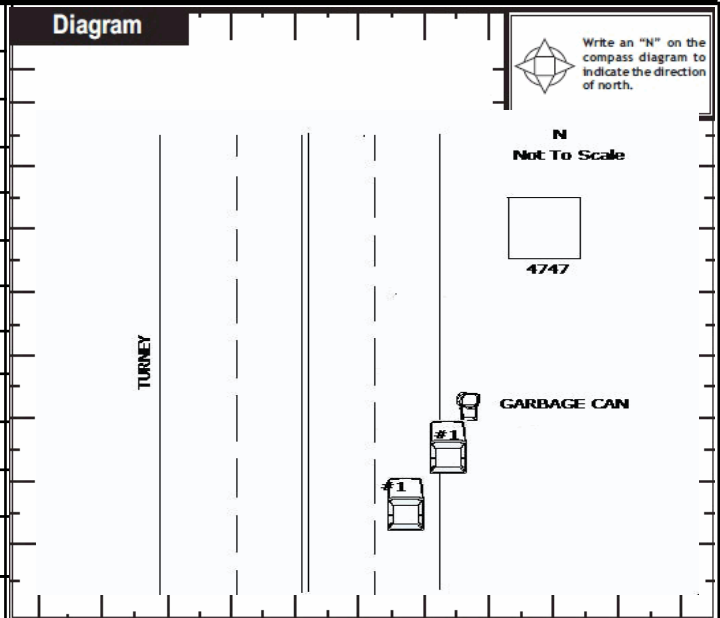 Diagram
Write an “N” on the
compass diagram to
indicate the direction
of north.
N
Not To Scale
4747
TURNEY
GARBAGE CAN
#1
#1